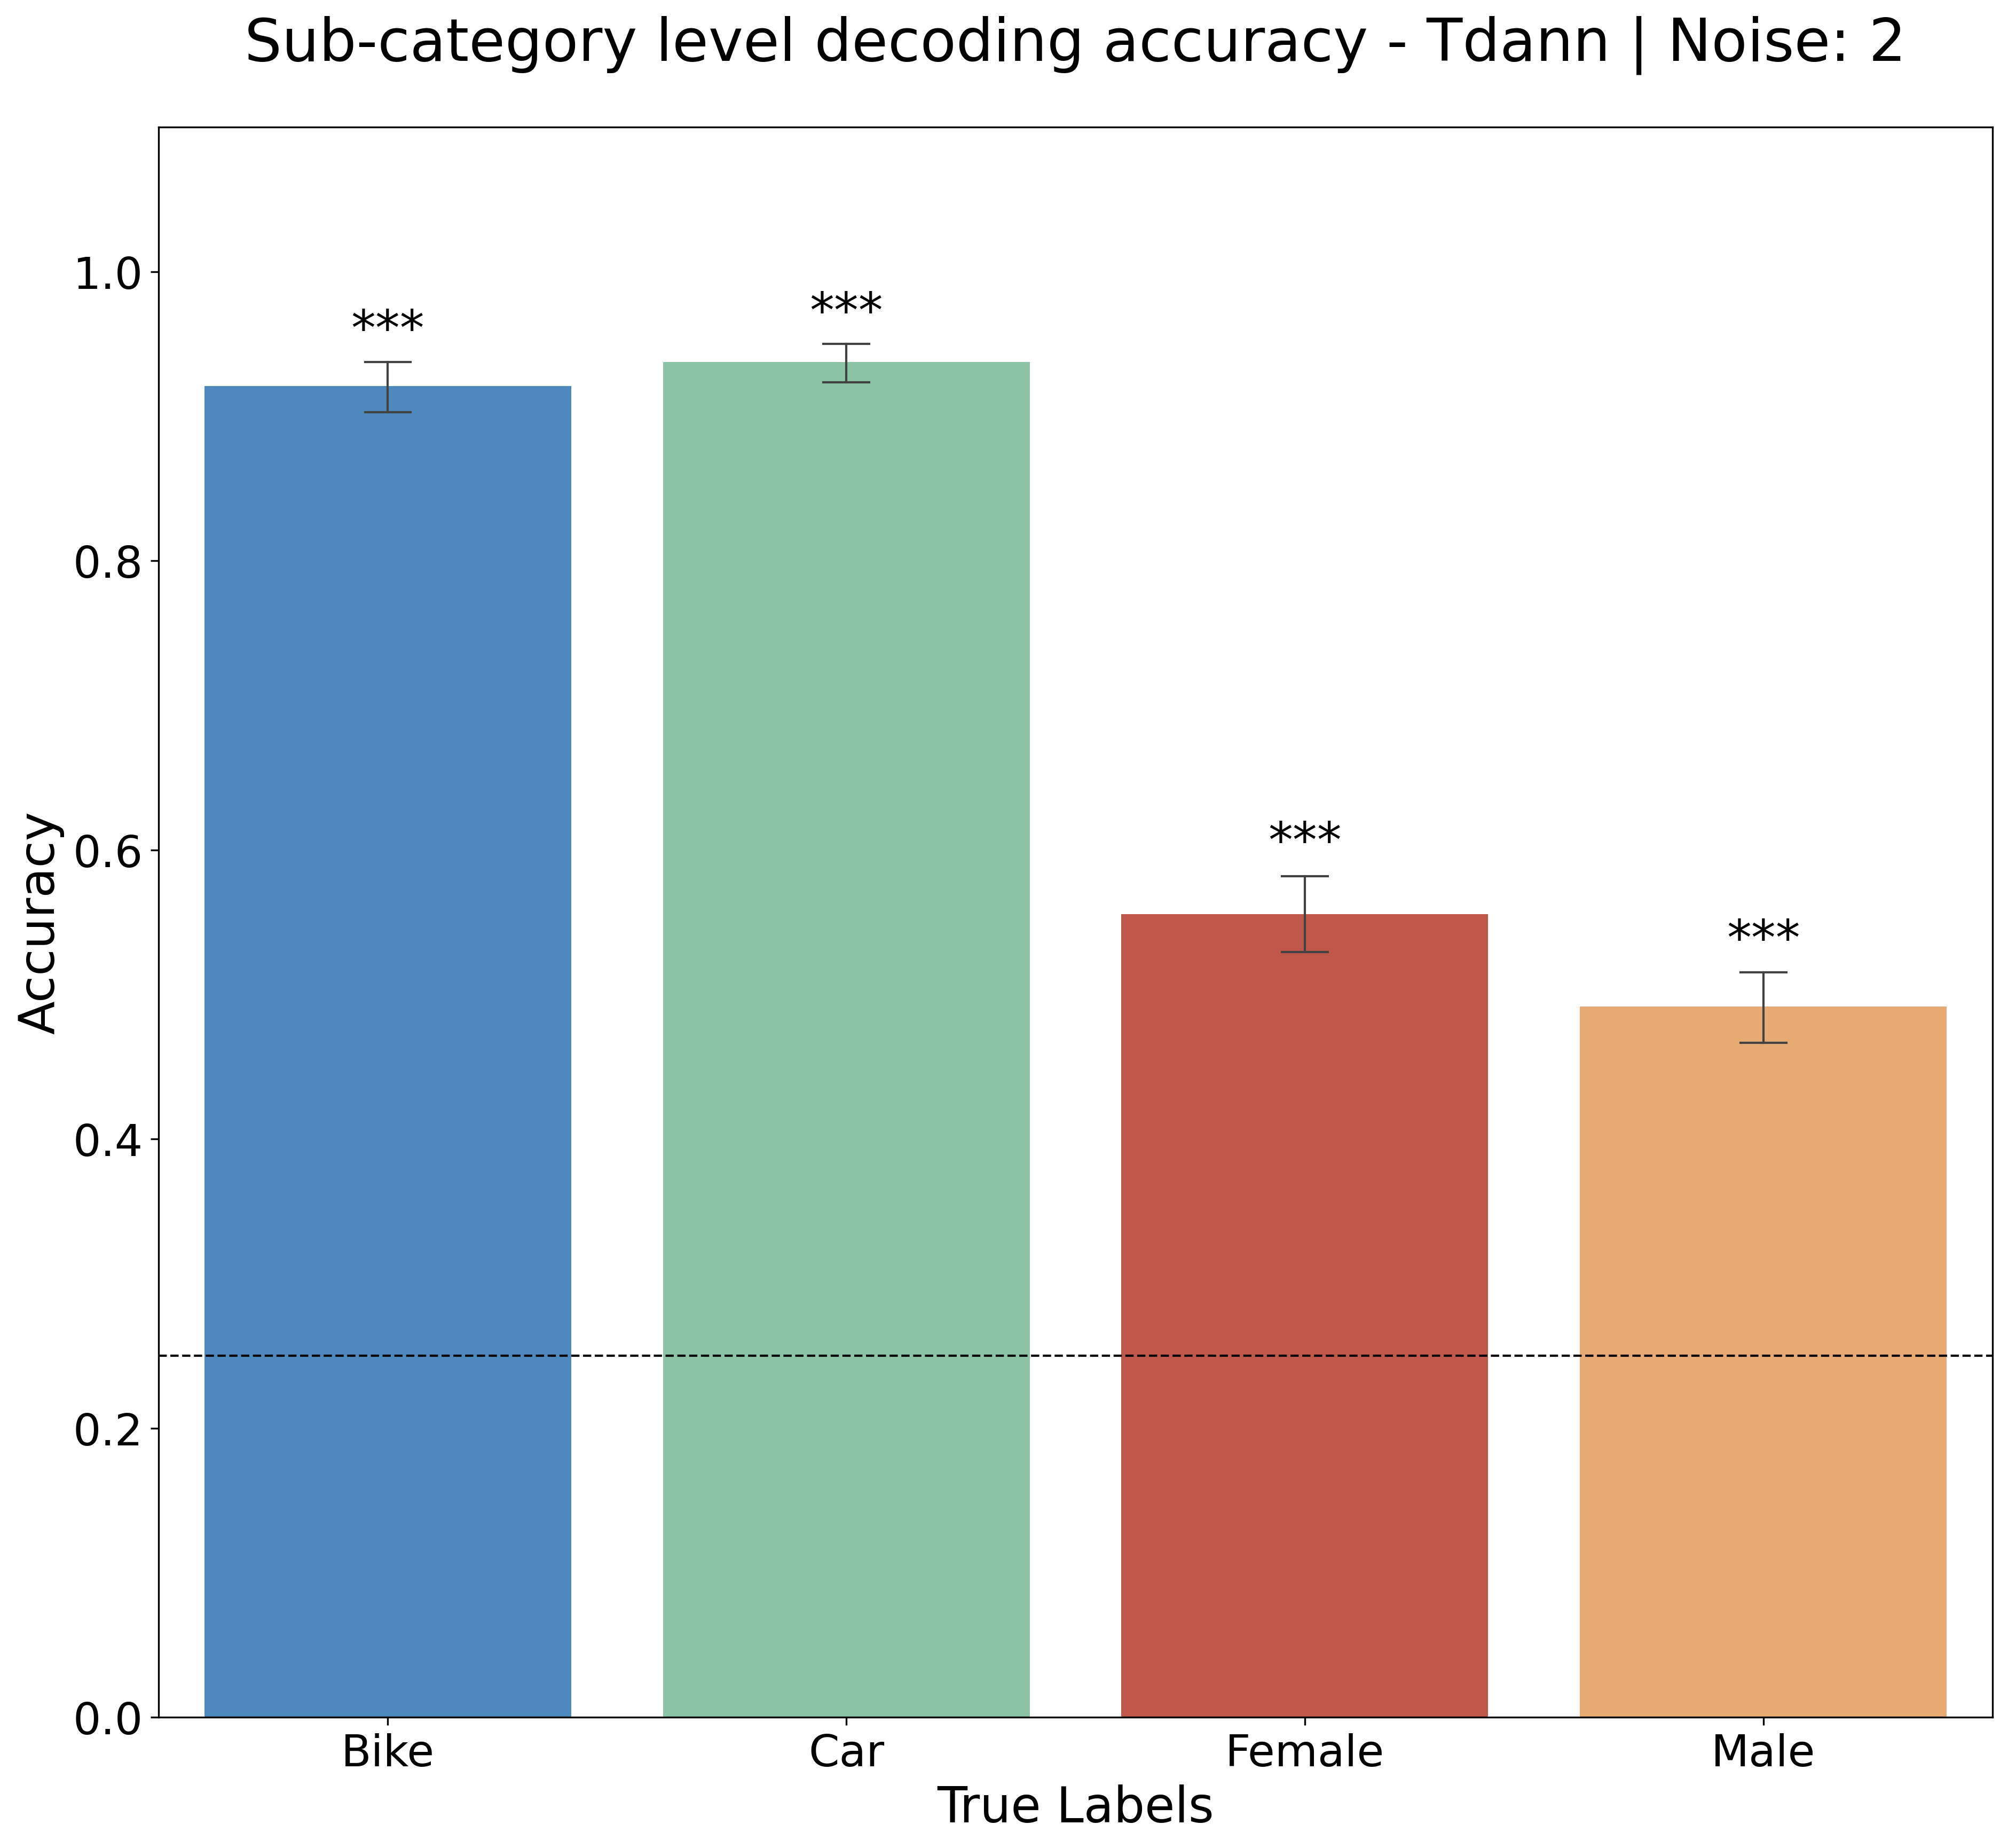 Sub-category level decoding accuracy - Tdann | Noise: 2
1.0
0.8
0.6
0.4
0.2
0.0
Accuracy
***
***
***
***
Bike
Car
Female
Male
True Labels